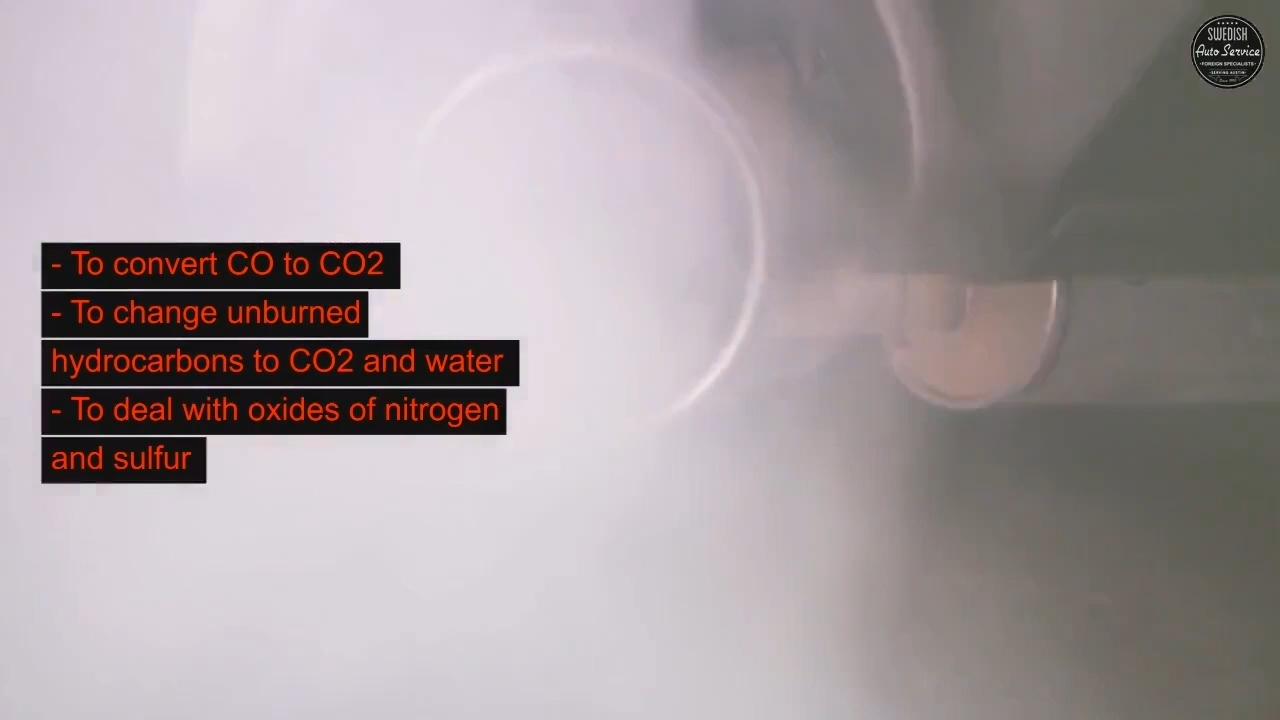 SWEDISH
Auto Service
FOREIGN SPECIALISTS
SERVING AUSTIN
- To convert CO to CO2
- To change unburned
hydrocarbons to CO2 and water
- To deal with oxides of nitrogen
and sulfur